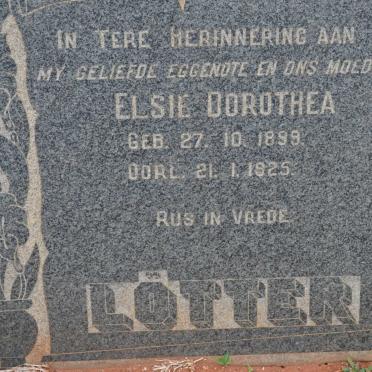 IN TERE HERINNERING AAN
MY GELIEFDE EGGENOTE EN ONS MOED
ELSIE DOROTHEA
GEB. 27. 10. 1899.
OORL. 21. 1. 1925.
RUS IN VREDE.
LÖTTER